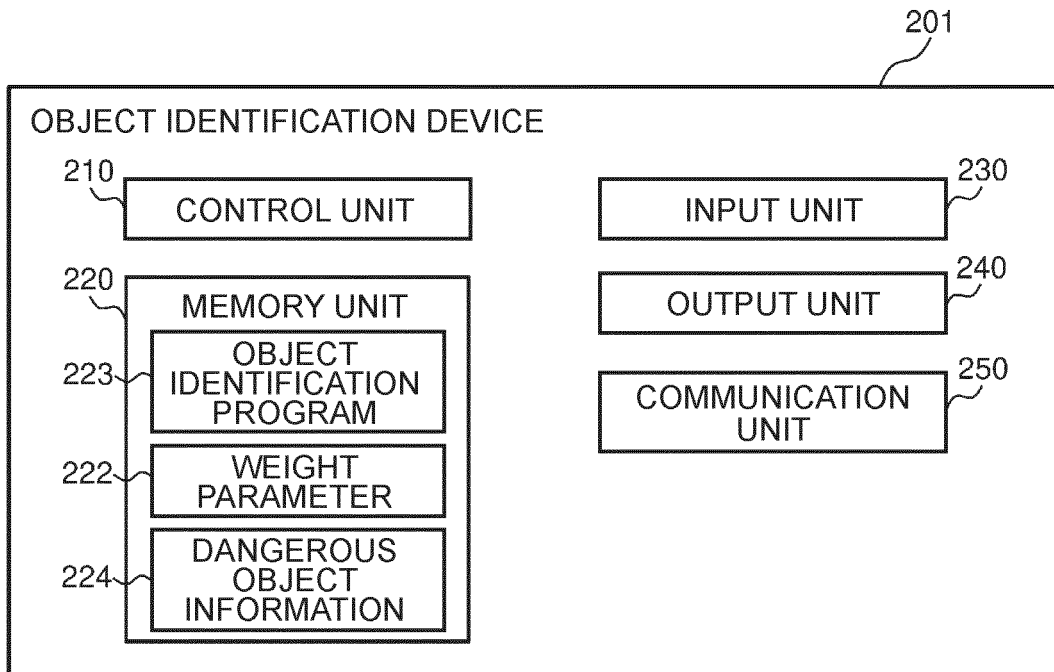 201
OBJECT IDENTIFICATION DEVICE
210
CONTROL UNIT
220
MEMORY UNIT
223
OBJECT
IDENTIFICATION
PROGRAM
222
WEIGHT
PARAMETER
224
DANGEROUS
OBJECT
INFORMATION
230
INPUT UNIT
240
OUTPUT UNIT
250
COMMUNICATION
UNIT